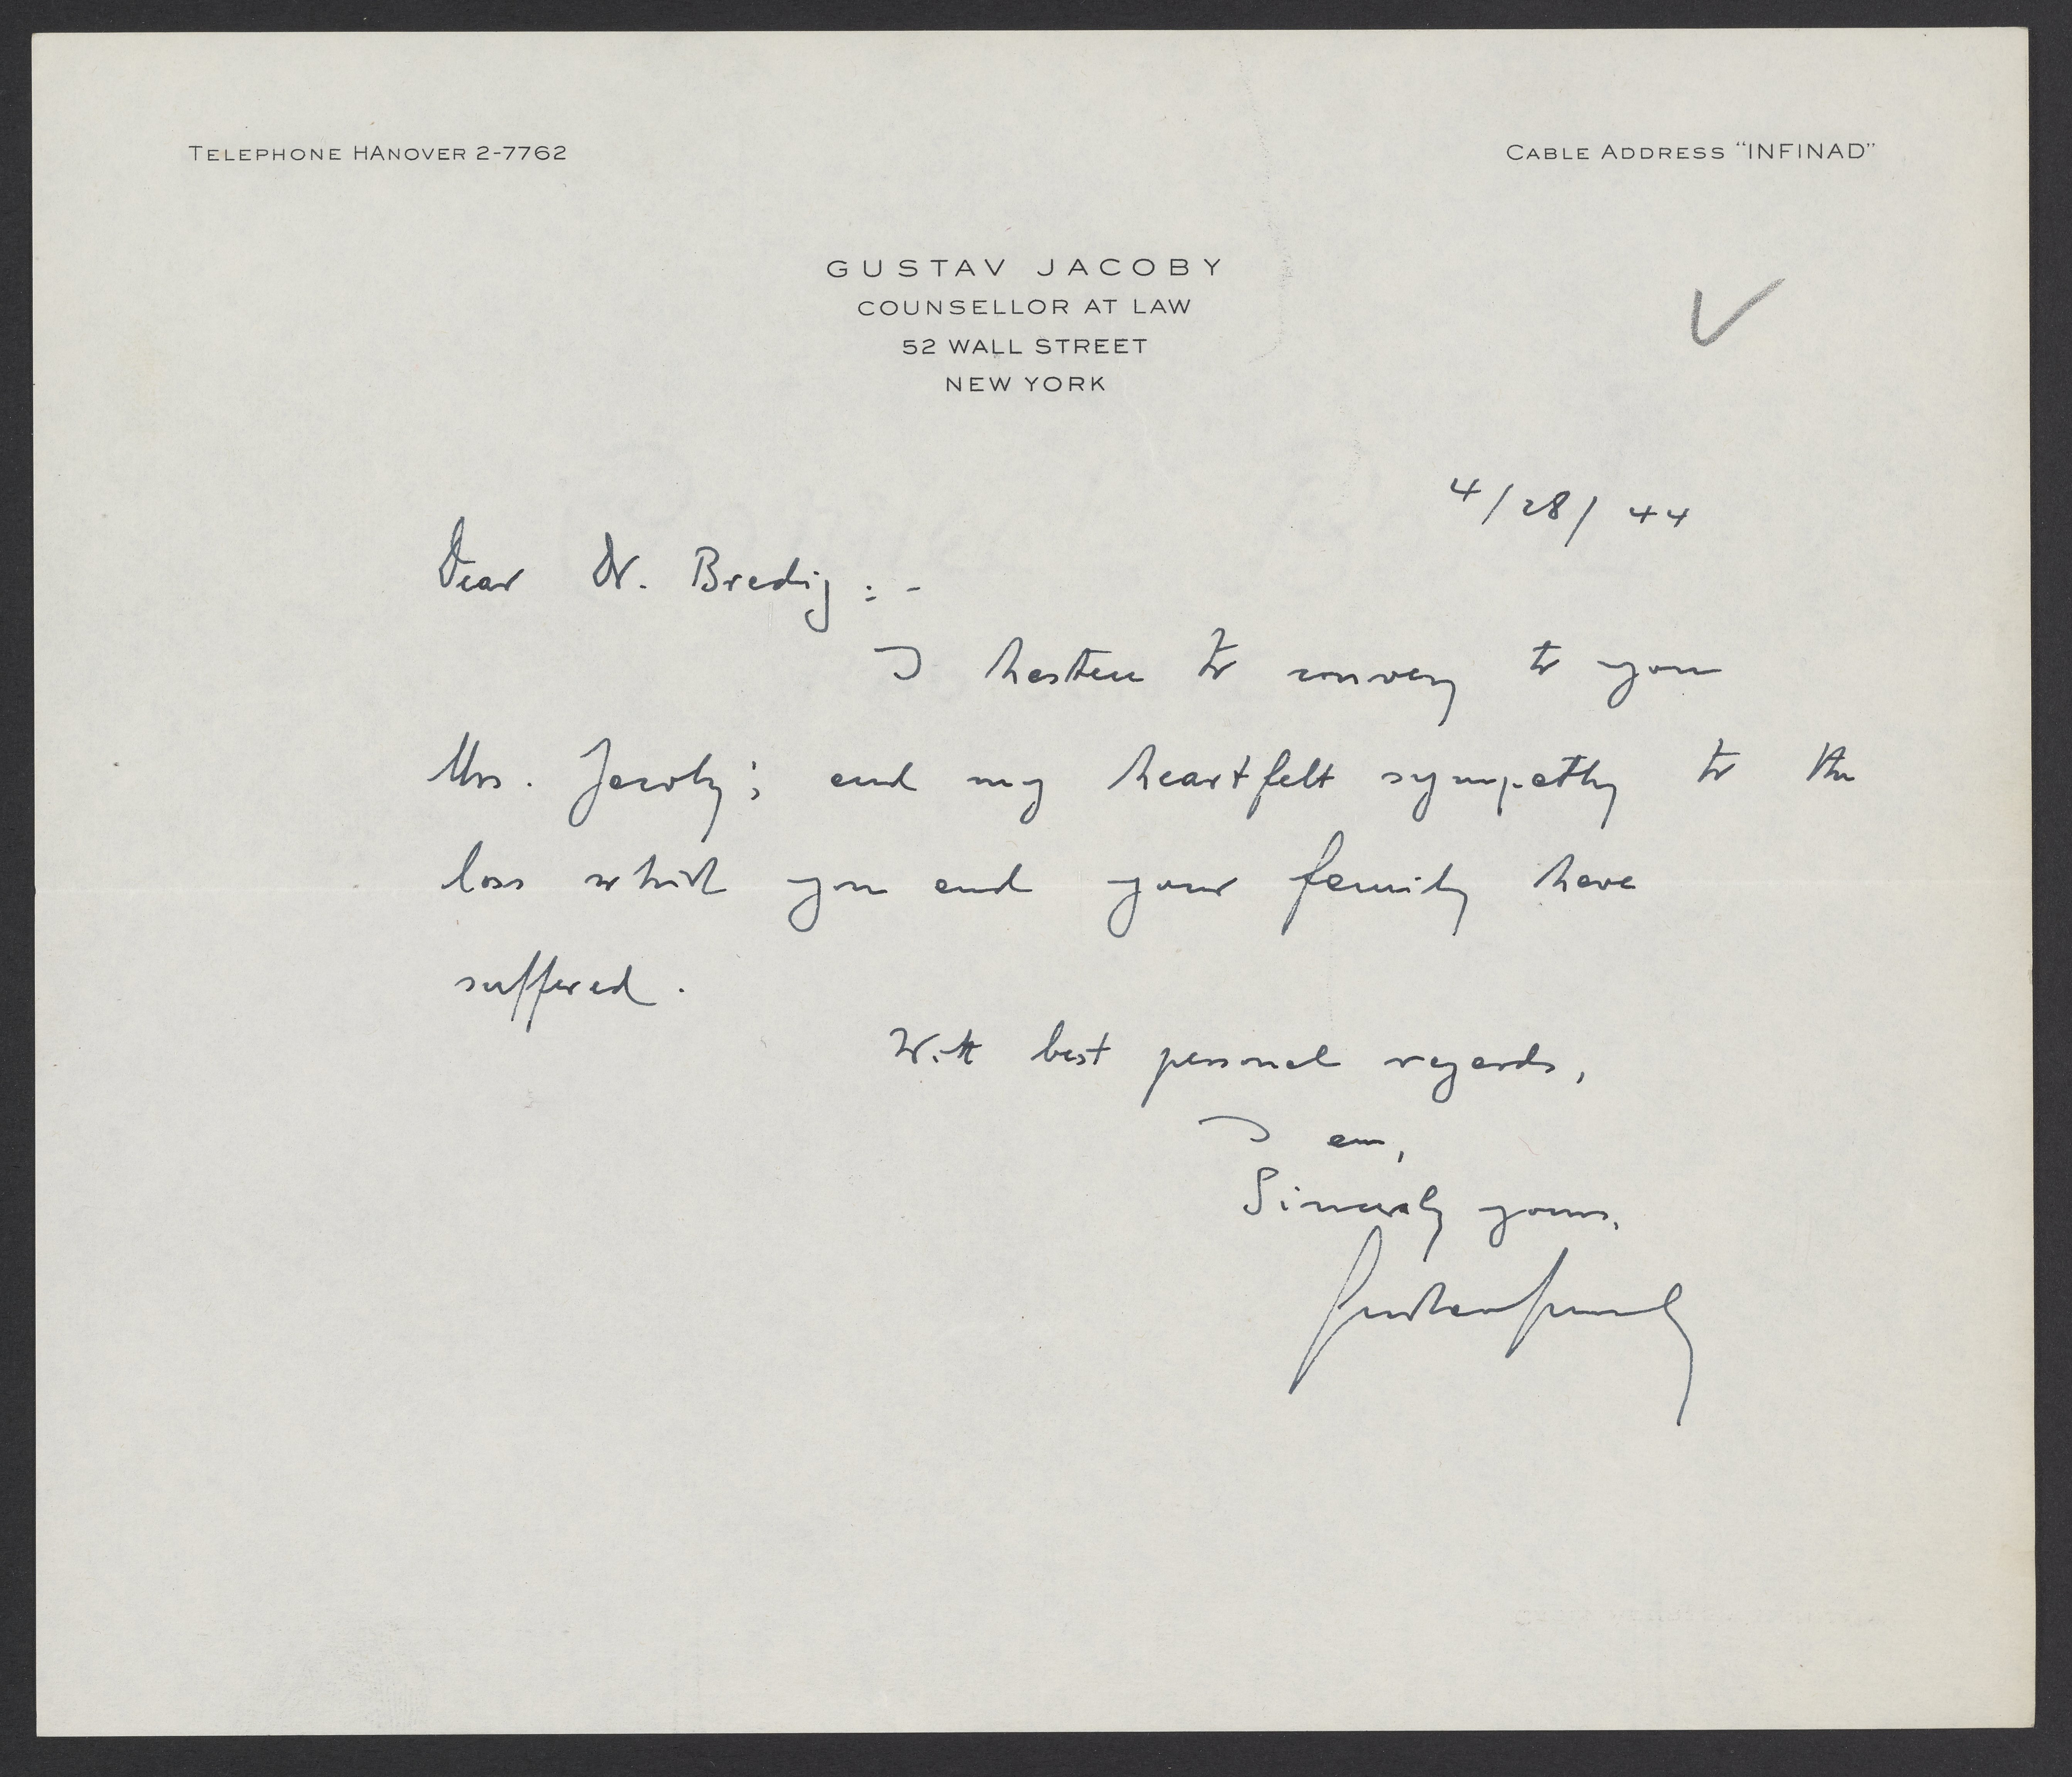 TELEPHONE HANOVER 2-7762
CABLE ADDRESS "INFINAD"
GUSTAV JACOBY
COUNSELLOR AT LAW
52 WALL STREET
NEW YORK
4/28/44
Dear Dr. Bredig:-
I hasten to convey to you
Mrs. Jacoby's and my heartfelt sympathy to the
loss which you and your family have
suffered.
With best personal regards,
I am,
Sincerely yours,
Gustav Jacoby